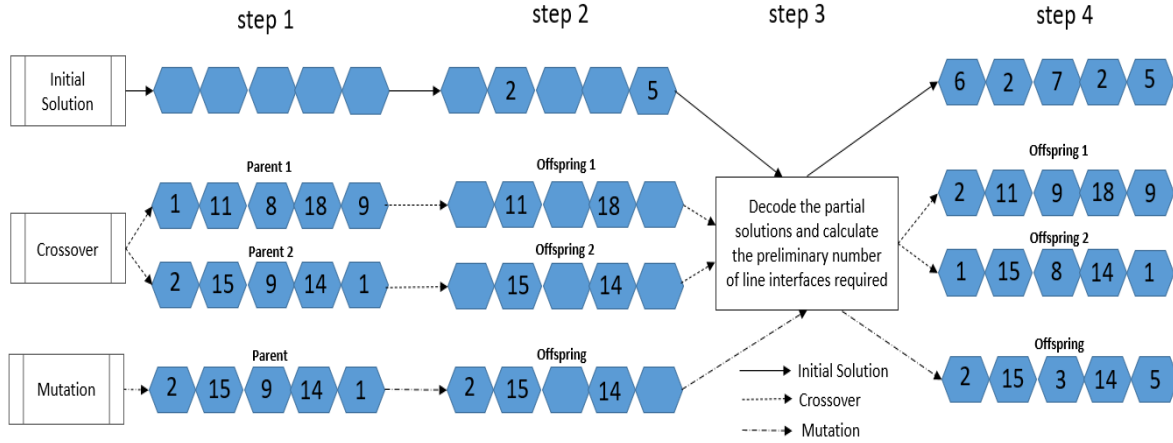 step 1
step 2
step 3
step 4
Initial
Solution
2 5
6 2 7 2 5
Parent 1
Offspring 1
Offspring 1
1 11 8 18 9
11 18
2 11 9 18 9
Crossover
Decode the partial
solutions and calculate
the preliminary number
of line interfaces required
Parent 2
Offspring 2
Offspring 2
2 15 9 14 1
15 14
1 15 8 14 1
Parent
Offspring
Offspring
Mutation
2 15 9 14 1
2 15 14
2 15 3 14 5
Initial Solution
Crossover
Mutation